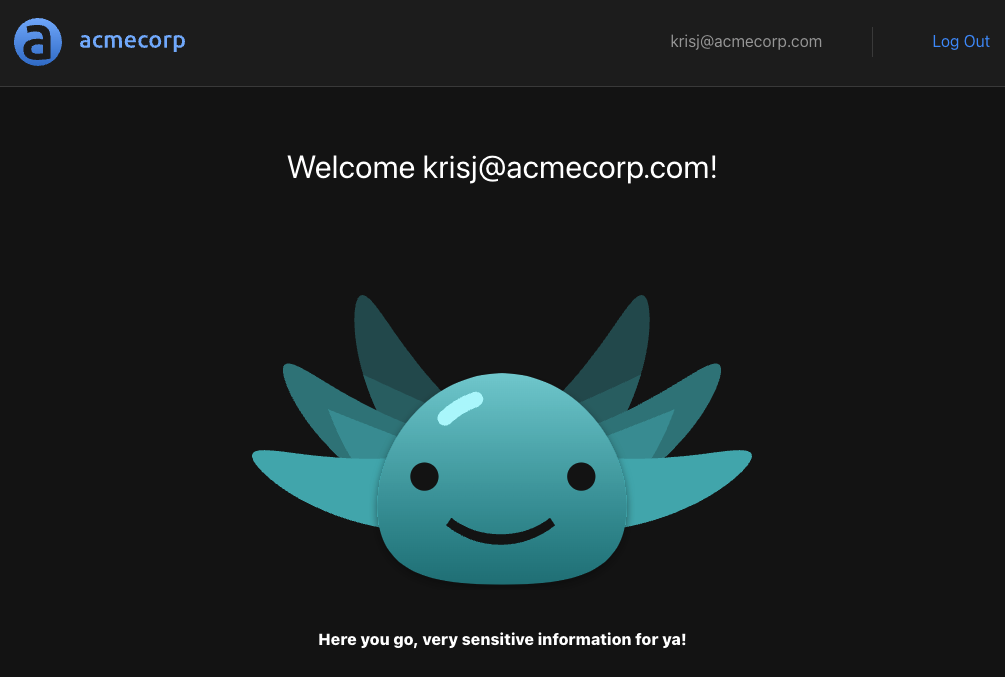 acmecorp
krisj@acmecorp.com
Log Out
Welcome krisj@acmecorp.com!
Here you go, very sensitive information for ya!